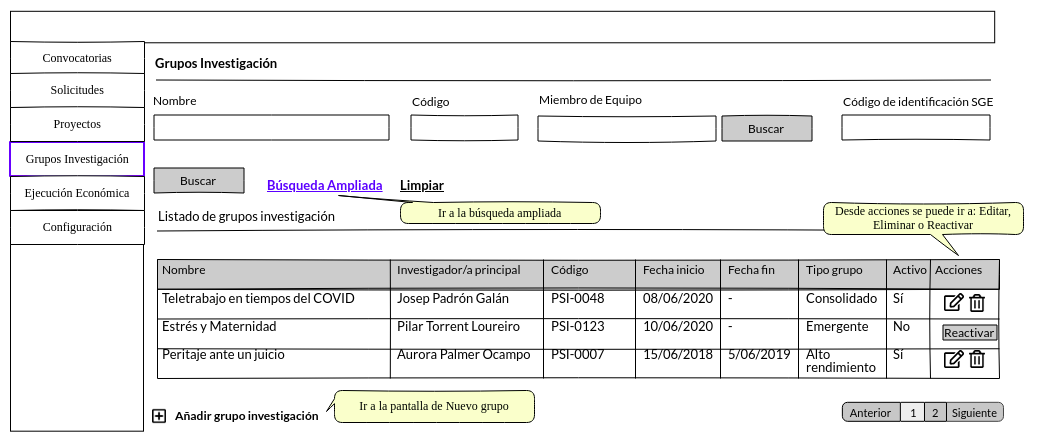 Convocatorias
Solicitudes
Proyectos
Grupos Investigación
Ejecución Económica
Configuración
Grupos Investigación
Nombre Código Miembro de Equipo Código de identificación SGE
Buscar
Buscar Búsqueda Ampliada Limpiar
Ir a la búsqueda ampliada
Listado de grupos investigación
Desde acciones se puede ir a: Editar,
Eliminar o Reactivar
Nombre Investigador/a principal Código Fecha inicio Fecha fin Tipo grupo Activo Acciones
Teletrabajo en tiempos del COVID Josep Padrón Galán PSI-0048 08/06/2020 - Consolidado Sí
Estrés y Maternidad Pilar Torrent Loureiro PSI-0123 10/06/2020 - Emergente No Reactivar
Peritaje ante un juicio Aurora Palmer Ocampo PSI-0007 15/06/2018 5/06/2019 Alto Sí
rendimiento
Añadir grupo investigación
Ir a la pantalla de Nuevo grupo
Anterior 1 2 Siguiente